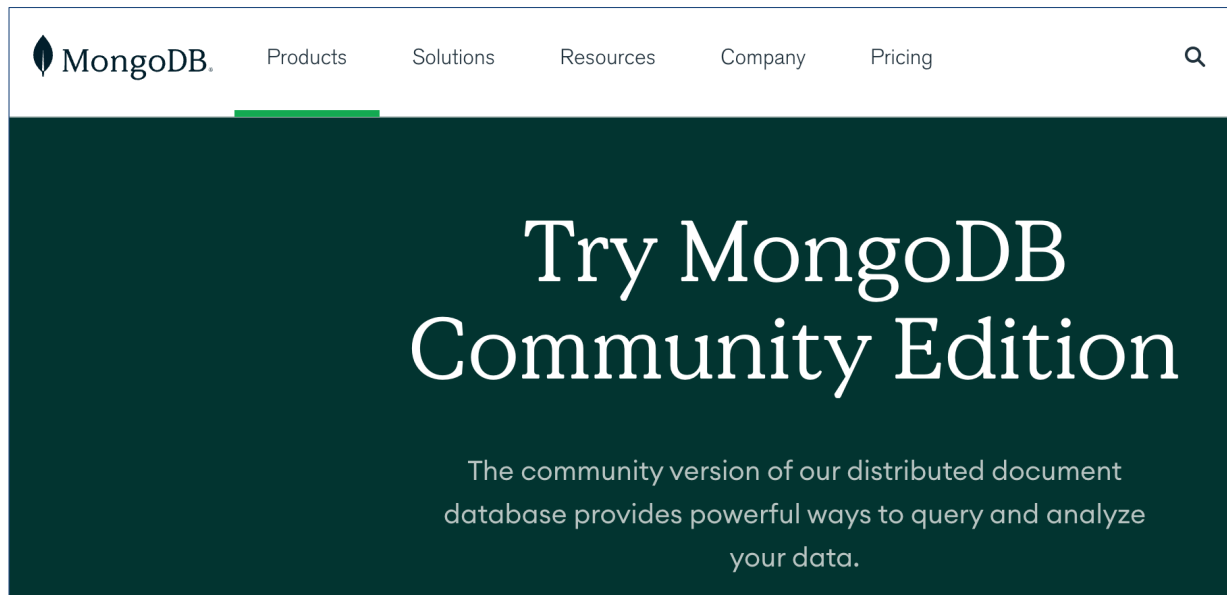 MongoDB. Products Solutions Resources Company Pricing
Try MongoDB
Community Edition
The community version of our distributed document
database provides powerful ways to query and analyze
your data.